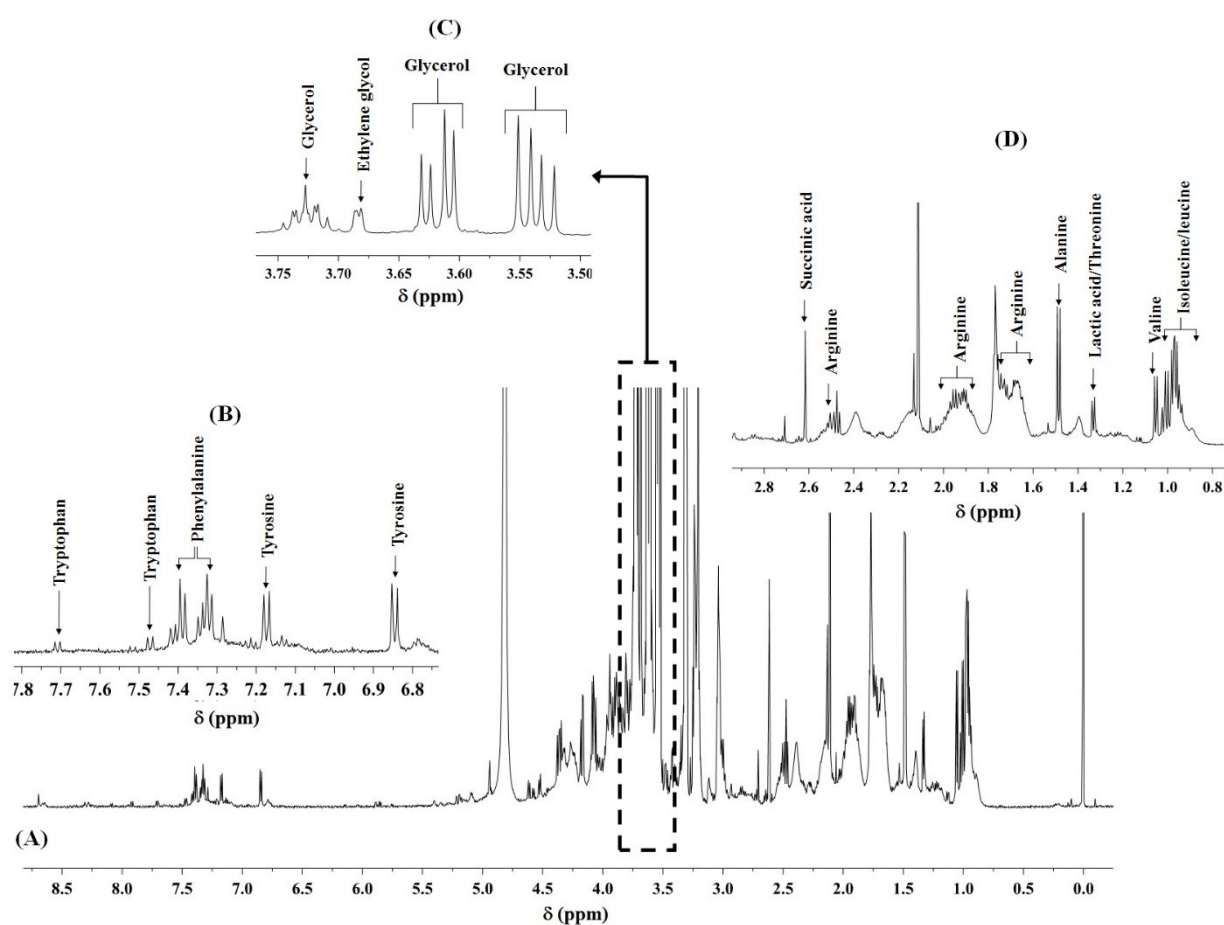 (C)
Glycerol
Ethylene glycol
Glycerol
Glycerol
3.75 3.70 3.65 3.60 3.55 3.50
δ (ppm)
(D)
Succinic acid
Arginine
Arginine
Arginine
Alanine
Lactic acid/Threonine
Valine
Isoleucine/leucine
2.8 2.6 2.4 2.2 2.0 1.8 1.6 1.4 1.2 1.0 0.8
δ (ppm)
(B)
Tryptophan
Tryptophan
Phenylalanine
Tyrosine
Tyrosine
7.8 7.7 7.6 7.5 7.4 7.3 7.2 7.1 7.0 6.9 6.8
δ (ppm)
(A)
8.5 8.0 7.5 7.0 6.5 6.0 5.5 5.0 4.5 4.0 3.5 3.0 2.5 2.0 1.5 1.0 0.5 0.0
δ (ppm)